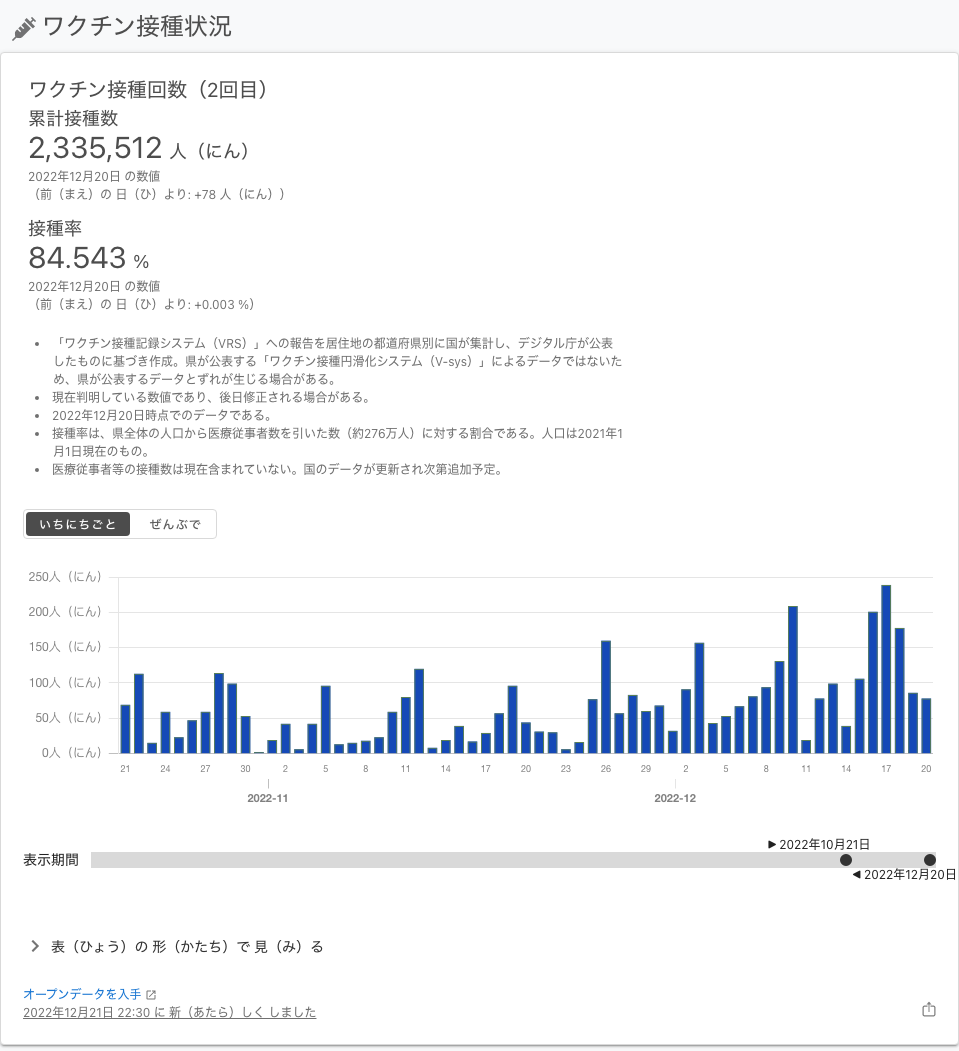 ワクチン接種状況
ワクチン接種回数（2回目）
累計接種数
2,335,512 人（にん）
2022年12月20日 の数値
（前（まえ）の 日（ひ）より: +78 人（にん））
接種率
84.543 %
2022年12月20日 の数値
（前（まえ）の 日（ひ）より: +0.003 %）
• 「ワクチン接種記録システム（VRS）」への報告を居住地の都道府県別に国が集計し、デジタル庁が公表
したものに基づき作成。県が公表する「ワクチン接種円滑化システム（V-sys）」によるデータではないた
め、県が公表するデータとずれが生じる場合がある。
• 現在判明している数値であり、後日修正される場合がある。
• 2022年12月20日時点でのデータである。
• 接種率は、県全体の人口から医療従事者数を引いた数（約276万人）に対する割合である。人口は2021年1
月1日現在のもの。
• 医療従事者等の接種数は現在含まれていない。国のデータが更新され次第追加予定。
いちにちごと ぜんぶで
250人（にん）
200人（にん）
150人（にん）
100人（にん）
50人（にん）
0人（にん）
21 24 27 30 2 5 8 11 14 17 20 23 26 29 2 5 8 11 14 17 20
2022-11 2022-12
▶ 2022年10月21日
表示期間
◀ 2022年12月20日
表（ひょう）の 形（かたち）で 見（み）る
オープンデータを入手
2022年12月21日 22:30 に 新（あたら）しく しました